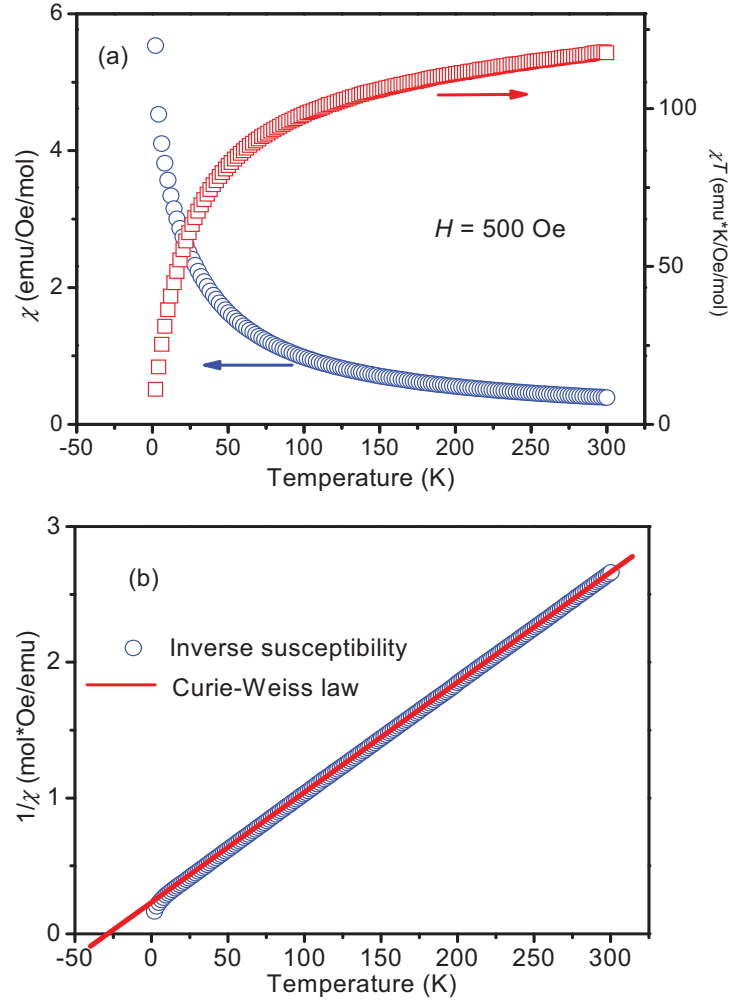 (a)
6
4
2
0
χ (emu/Oe/mol)
100
50
0
χT (emu*K/Oe/mol)
H = 500 Oe
-50 0 50 100 150 200 250 300
Temperature (K)
(b)
3
2
1
0
1/χ (mol*Oe/emu)
Inverse susceptibility
Curie-Weiss law
-50 0 50 100 150 200 250 300
Temperature (K)